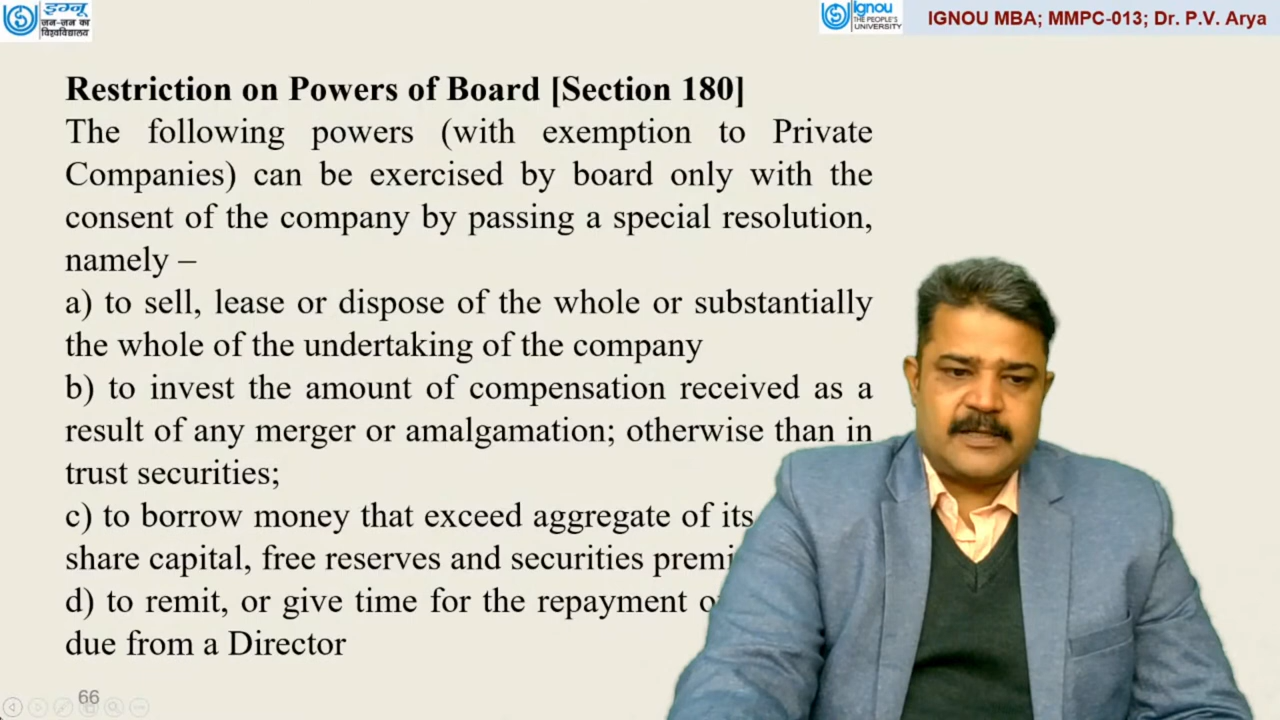 इग्नू
जन-जन का
विश्वविद्यालय
ignou
THE PEOPLE'S
UNIVERSITY
IGNOU MBA; MMPC-013; Dr. P.V. Arya
Restriction on Powers of Board [Section 180]
The following powers (with exemption to Private
Companies) can be exercised by board only with the
consent of the company by passing a special resolution,
namely –
a) to sell, lease or dispose of the whole or substantially
the whole of the undertaking of the company
b) to invest the amount of compensation received as a
result of any merger or amalgamation; otherwise than in
trust securities;
c) to borrow money that exceed aggregate of its
share capital, free reserves and securities
d) to remit, or give time for the repayment
due from a Director
66